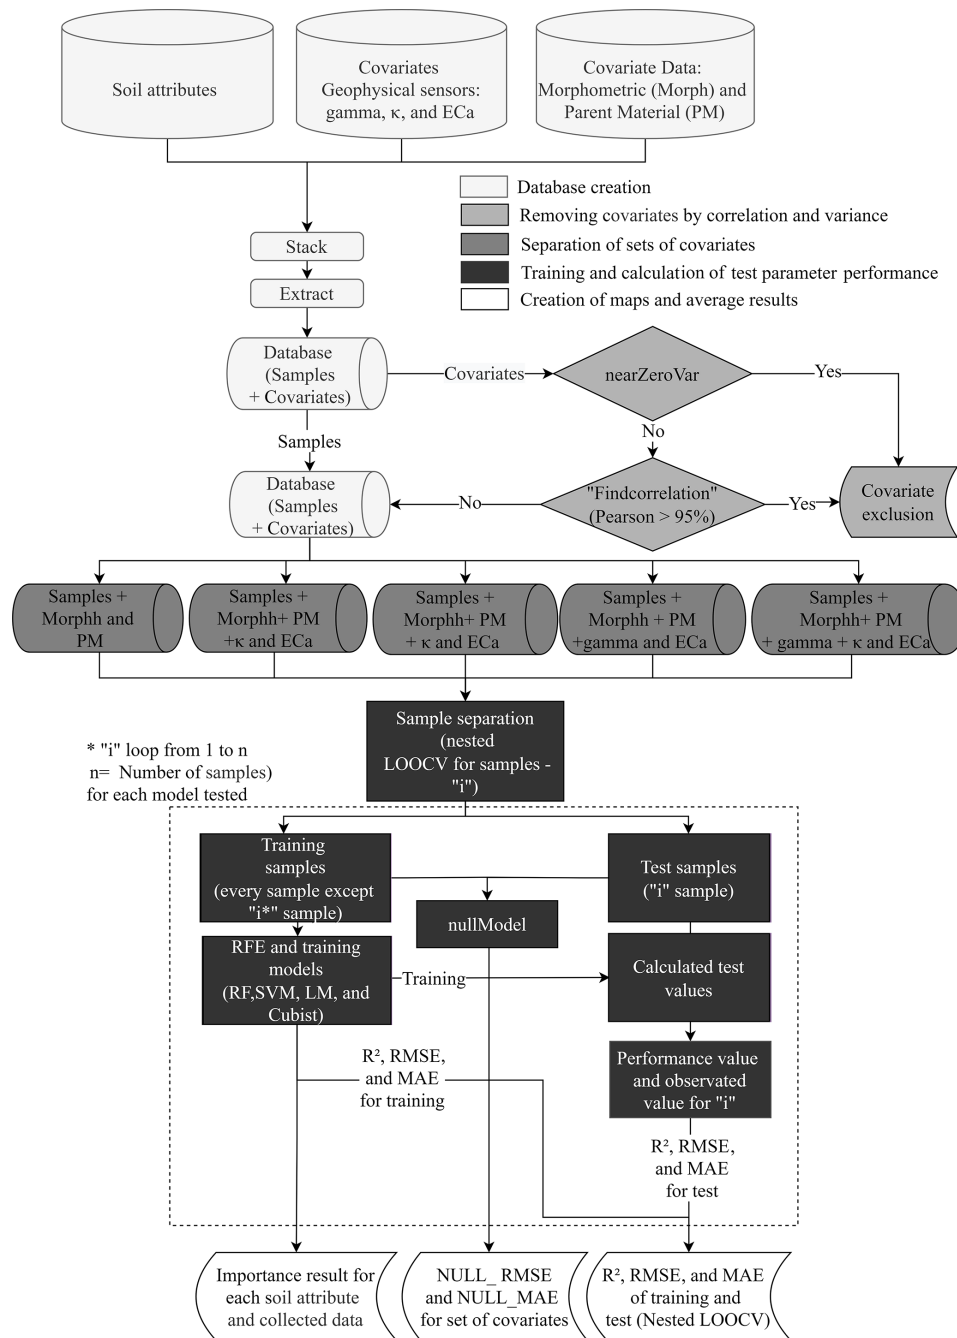 Soil attributes
Covariates
Geophysical sensors:
gamma, κ, and ECa
Covariate Data:
Morphometric (Morph) and
Parent Material (PM)
Database creation
Removing covariates by correlation and variance
Separation of sets of covariates
Training and calculation of test parameter performance
Creation of maps and average results
Stack
Extract
Database
(Samples
+ Covariates)
Covariates
nearZeroVar
Yes
No
Samples
Database
(Samples
+ Covariates)
No
"Findcorrelation"
(Pearson > 95%)
Yes
Covariate
exclusion
Samples +
Morphh and
PM
Samples +
Morphh+ PM
+κ and ECa
Samples +
Morphh+ PM
+ κ and ECa
Samples +
Morphh + PM
+gamma and ECa
Samples +
Morphh+ PM
+ gamma + κ and ECa
Sample separation
(nested
LOOCV for samples -
"i")
* "i" loop from 1 to n
n= Number of samples)
for each model tested
Training
samples
(every sample except
"i*" sample)
Test samples
("i" sample)
nullModel
RFE and training
models
(RF,SVM, LM, and
Cubist)
Training
Calculated test
values
R², RMSE,
and MAE
for training
Performance value
and observated
value for "i"
R², RMSE,
and MAE
for test
Importance result for
each soil attribute
and collected data
NULL_ RMSE
and NULL_MAE
for set of covariates
R², RMSE, and MAE
of training and
test (Nested LOOCV)